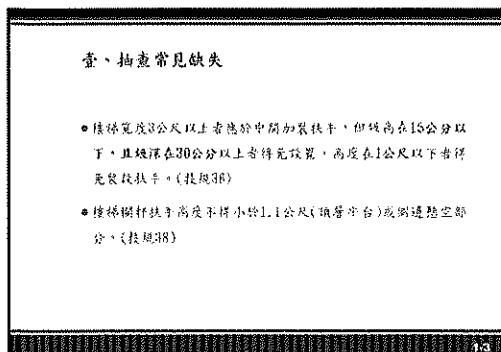 壹、抽查常見缺失
●樓梯寬度3公尺以上者應於中間加裝扶手,但級高在15公分以
下,且級深在30公分以上者得免設置,高度在1公尺以下者得
免裝設扶手。(技規36)
●樓梯欄杆扶手高度不得小於1.1公尺(頂層平台)或側邊懸空部
分。(技規38)
1-3